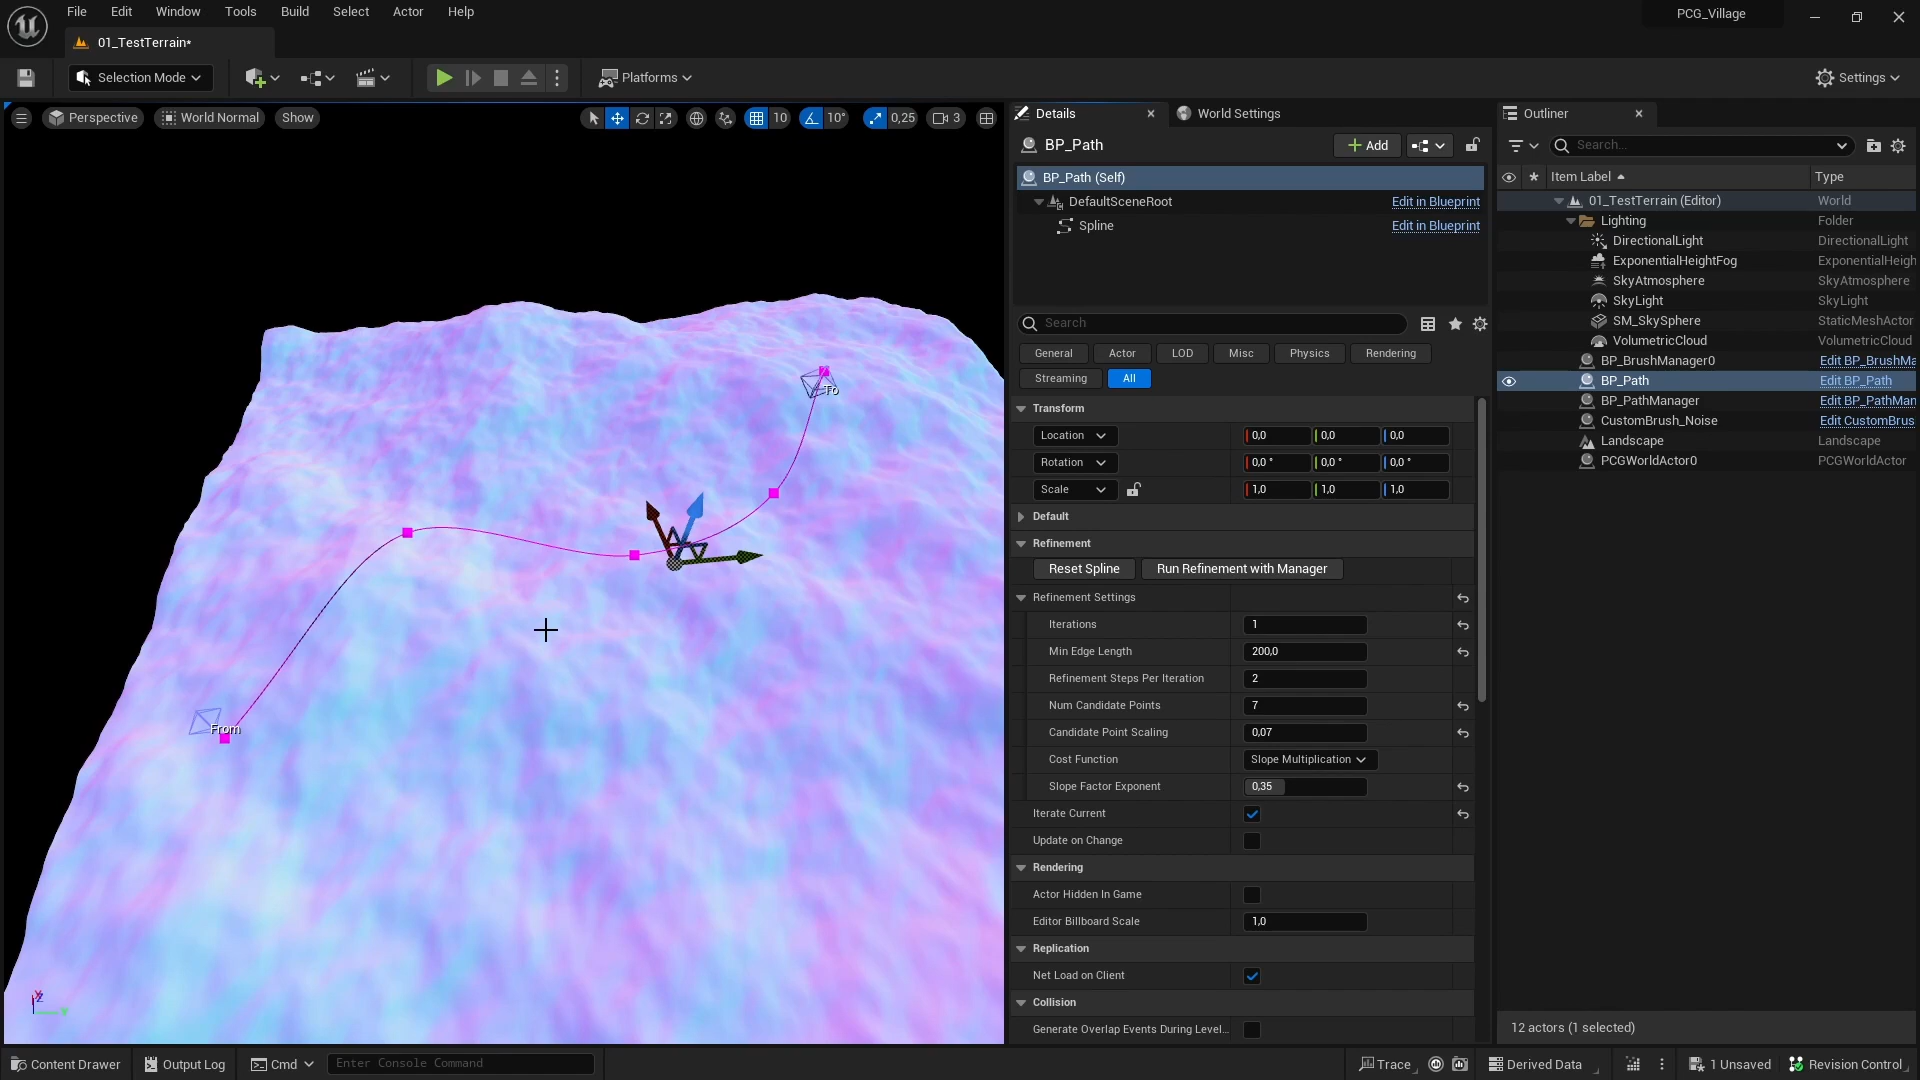 File Edit Window Tools Build Select Actor Help
PCG_Village
01_TestTerrain*
Selection Mode
Platforms
Settings
Perspective World Normal Show
10 10° 0,25 3
From
To
Details World Settings
BP_Path
Add
BP_Path (Self)
DefaultSceneRoot Edit in Blueprint
Spline Edit in Blueprint
Search
General Actor LOD Misc Physics Rendering
Streaming All
Transform
Location 0,0 0,0 0,0
Rotation 0,0 ° 0,0 ° 0,0 °
Scale 1,0 1,0 1,0
Default
Refinement
Reset Spline Run Refinement with Manager
Refinement Settings
Iterations 1
Min Edge Length 200,0
Refinement Steps Per Iteration 2
Num Candidate Points 7
Candidate Point Scaling 0,07
Cost Function Slope Multiplication
Slope Factor Exponent 0,35
Iterate Current
Update on Change
Rendering
Actor Hidden In Game
Editor Billboard Scale 1,0
Replication
Net Load on Client
Collision
Generate Overlap Events During Level...
Outliner
Search...
Item Label Type
01_TestTerrain (Editor) World
Lighting Folder
DirectionalLight DirectionalLight
ExponentialHeightFog ExponentialHeigh
SkyAtmosphere SkyAtmosphere
SkyLight SkyLight
SM_SkySphere StaticMeshActor
VolumetricCloud VolumetricCloud
BP_BrushManager0 Edit BP_BrushMa
BP_Path Edit BP_Path
BP_PathManager Edit BP_PathMan
CustomBrush_Noise Edit CustomBrus
Landscape Landscape
PCGWorldActor0 PCGWorldActor
12 actors (1 selected)
Content Drawer Output Log Cmd Enter Console Command
Trace Derived Data 1 Unsaved Revision Control